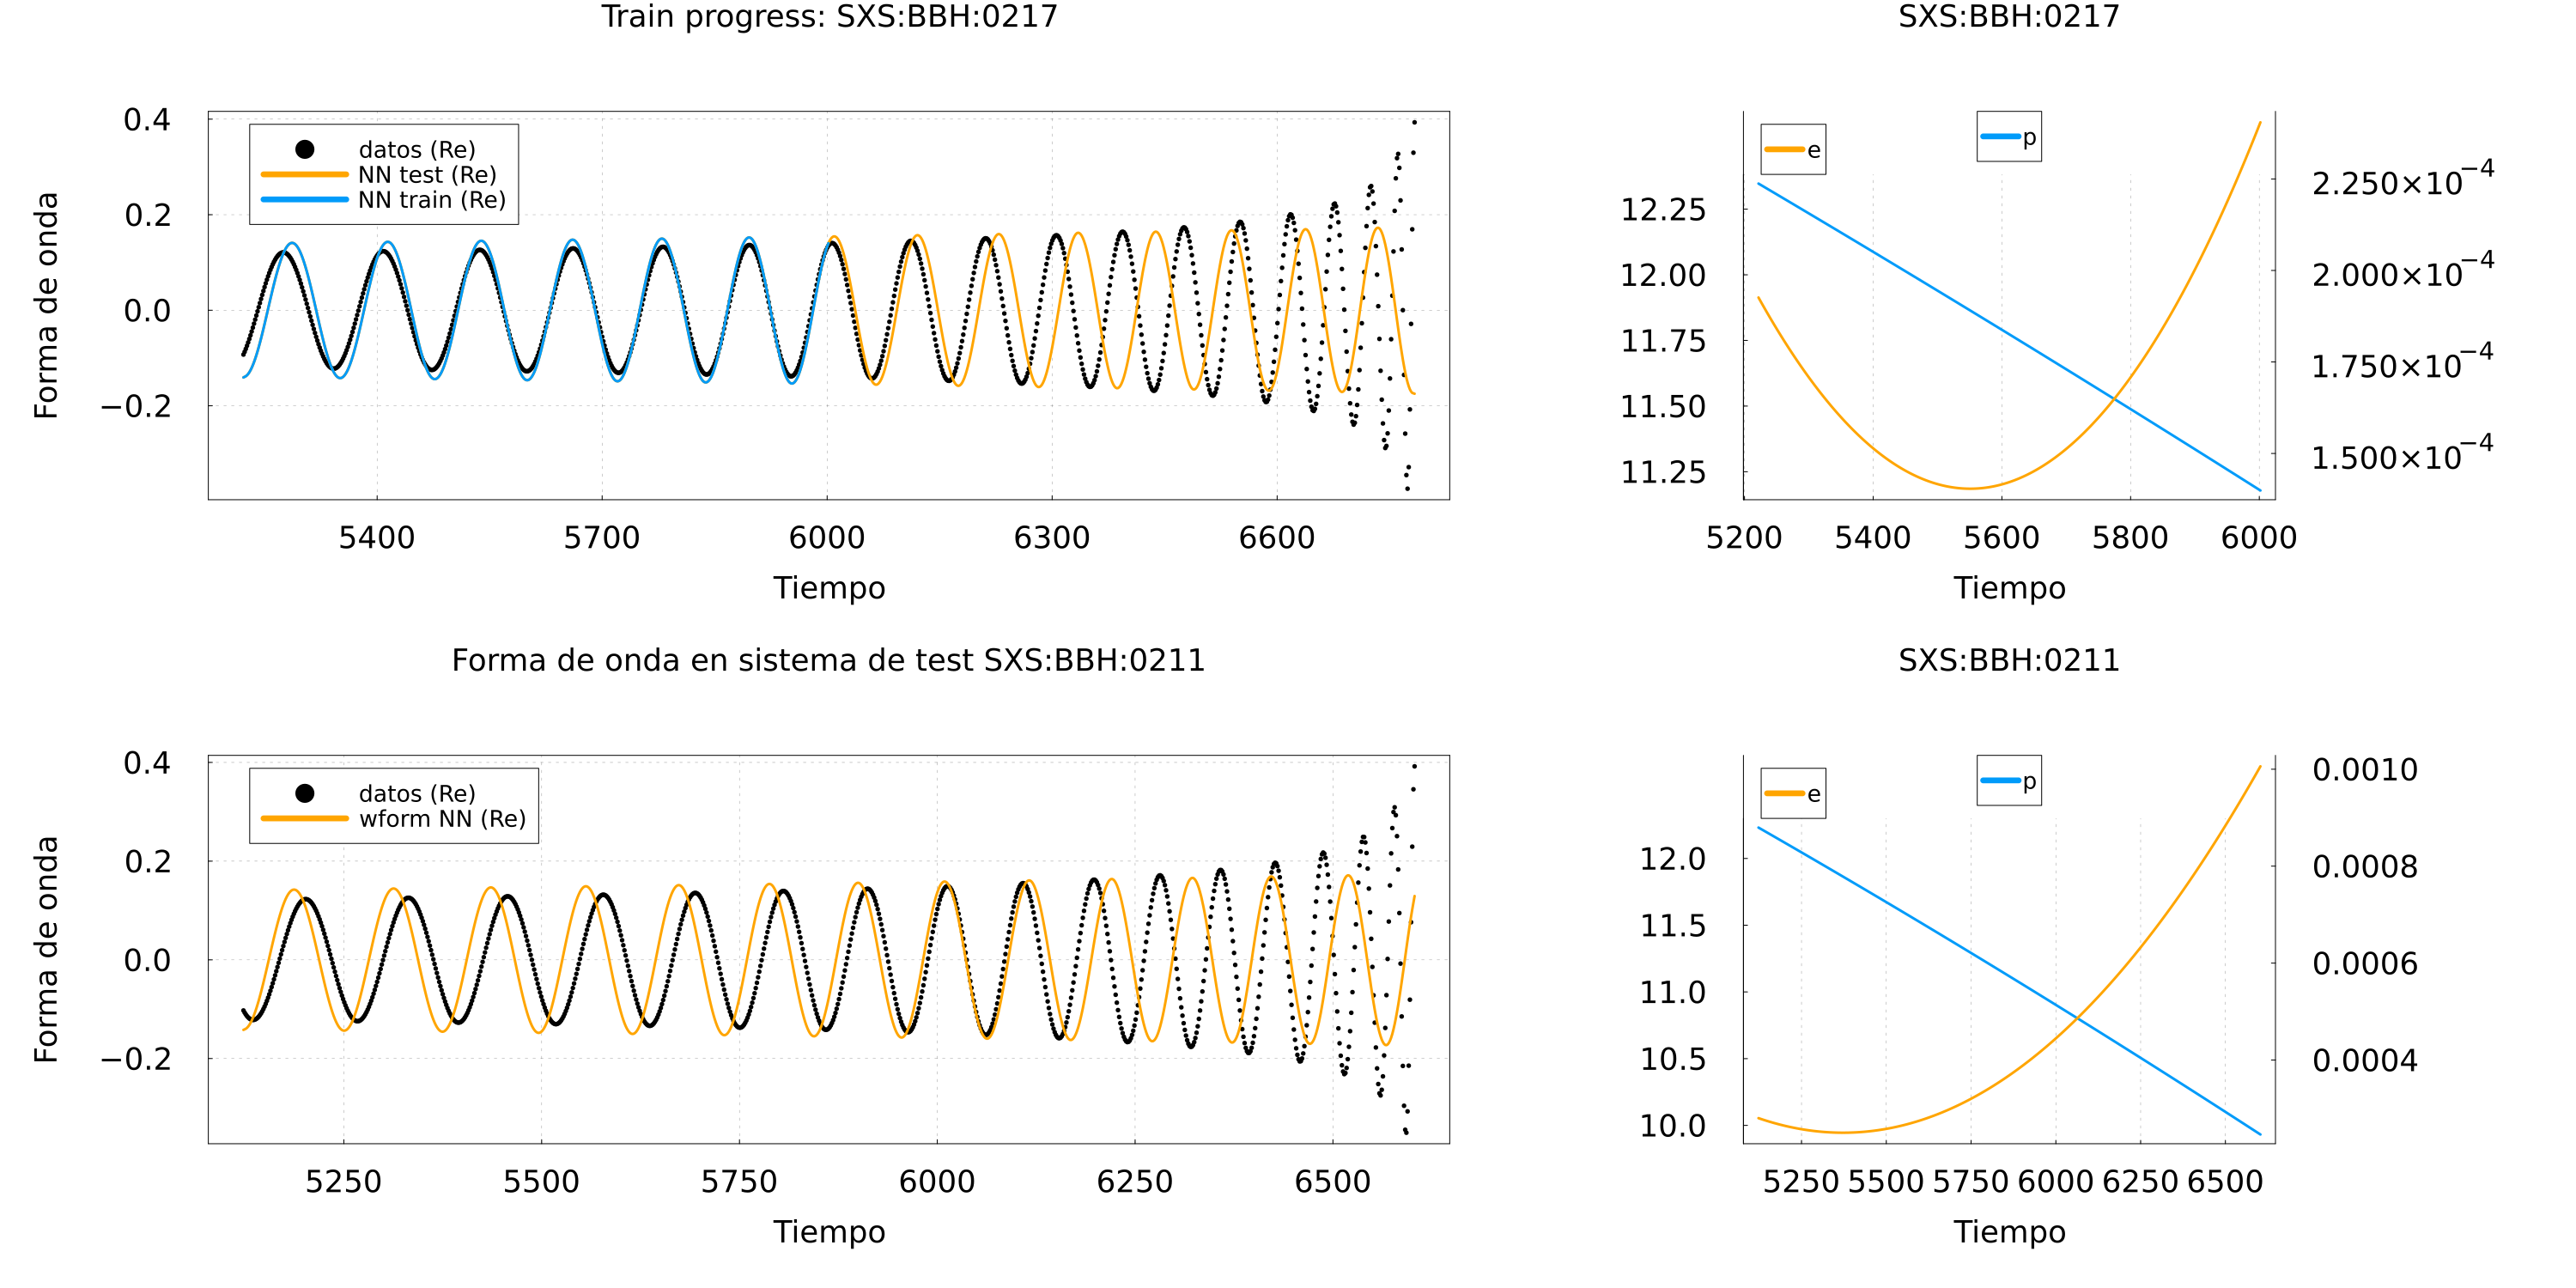 Train progress: SXS:BBH:0217
0.4
0.2
0.0
−0.2
Forma de onda
datos (Re)
NN test (Re)
NN train (Re)
5400 5700 6000 6300 6600
Tiempo
SXS:BBH:0217
e
p
12.25
12.00
11.75
11.50
11.25
2.250×10⁻⁴
2.000×10⁻⁴
1.750×10⁻⁴
1.500×10⁻⁴
5200 5400 5600 5800 6000
Tiempo
Forma de onda en sistema de test SXS:BBH:0211
0.4
0.2
0.0
−0.2
Forma de onda
datos (Re)
wform NN (Re)
5250 5500 5750 6000 6250 6500
Tiempo
SXS:BBH:0211
e
p
12.0
11.5
11.0
10.5
10.0
0.0010
0.0008
0.0006
0.0004
5250 5500 5750 6000 6250 6500
Tiempo